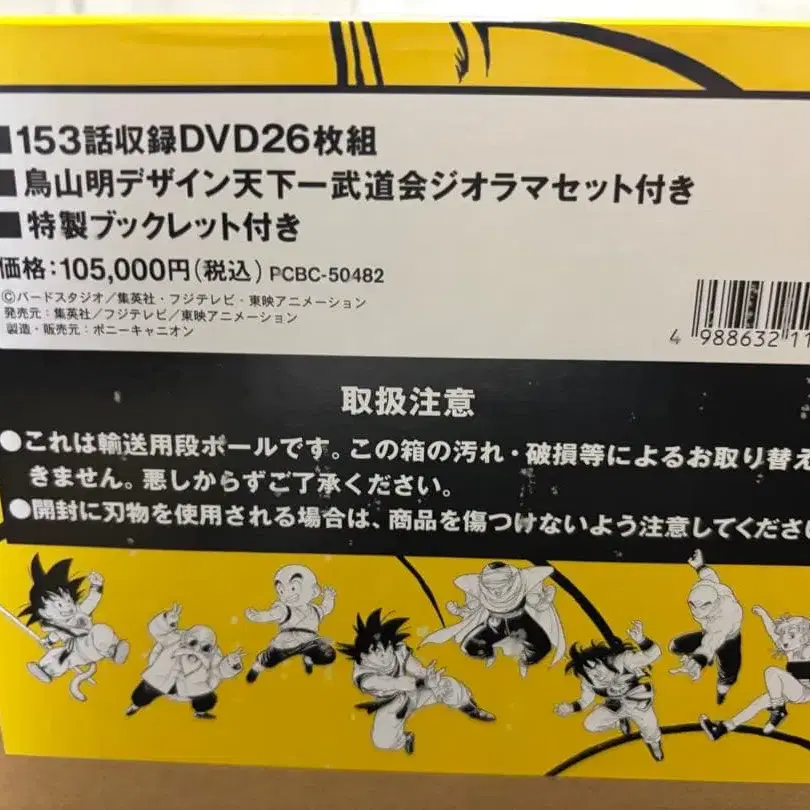 ■153話収録DVD26枚組
■鳥山明デザイン天下一武道会ジオラマセット付き
■特製ブックレット付き
価格:105,000円(税込) PCBC-50482
©バードスタジオ/集英社・フジテレビ・東映アニメーション
発売元:集英社/フジテレビ/東映アニメーション
製造・販売元:ポニーキャニオン
4 988632 11
取扱注意
●これは輸送用段ボールです。この箱の汚れ・破損等によるお取り替え
きません。悪しからずご了承ください。
●開封に刃物を使用される場合は、商品を傷つけないよう注意してくださ